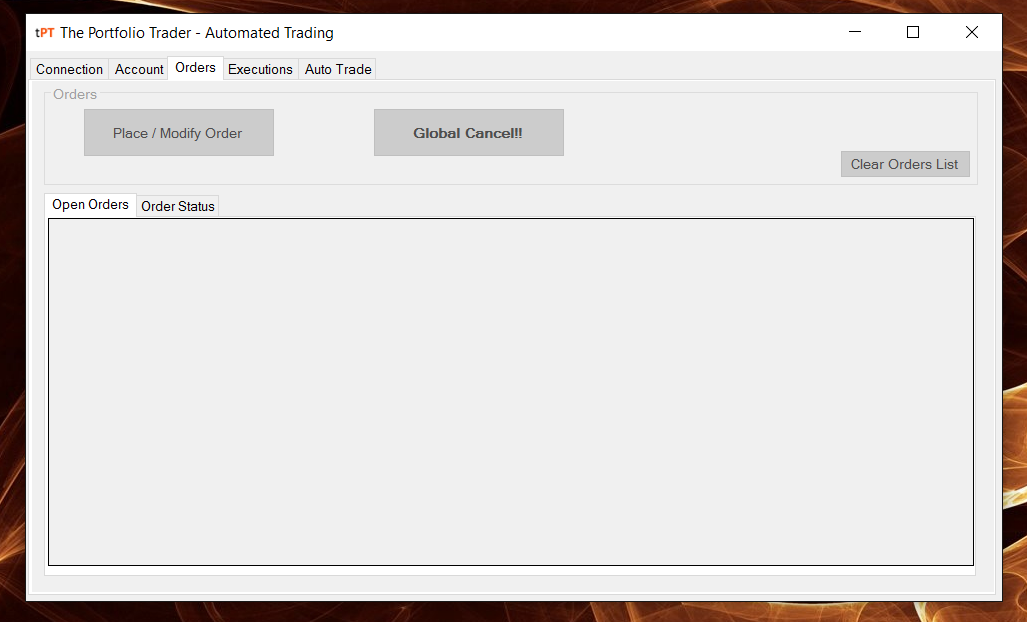 tPT The Portfolio Trader - Automated Trading
Connection Account Orders Executions Auto Trade
Orders
Place / Modify Order Global Cancel!!
Clear Orders List
Open Orders Order Status